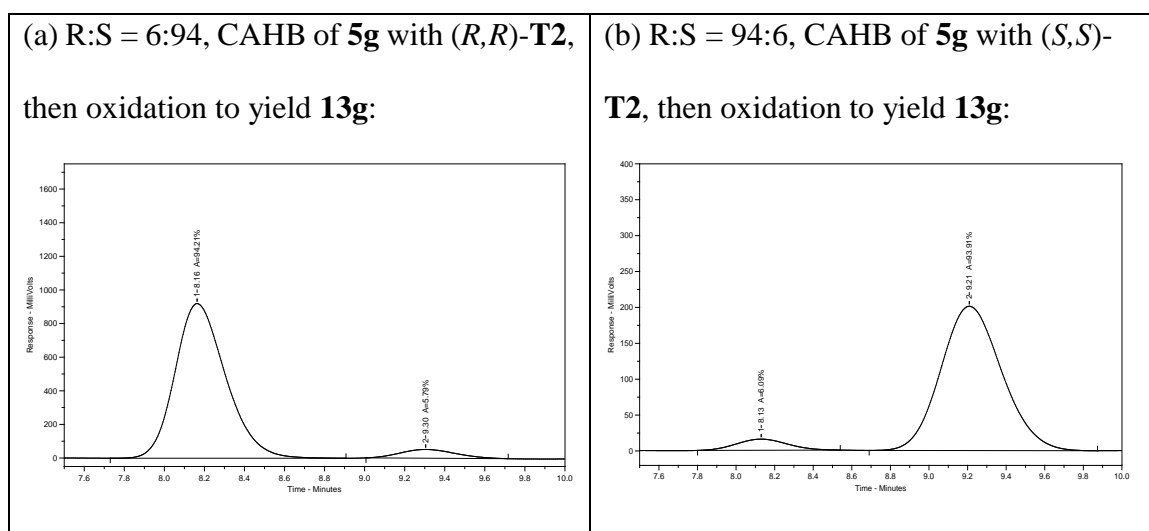 (a) R:S = 6:94, CAHB of 5g with (R,R)-T2,
then oxidation to yield 13g:
1600
1400
1200
1000
800
600
400
200
0
Response - MilliVolts
1- 8.16 A=94.21%
2- 9.30 A=5.79%
7.6 7.8 8.0 8.2 8.4 8.6 8.8 9.0 9.2 9.4 9.6 9.8 10.0
Time - Minutes
(b) R:S = 94:6, CAHB of 5g with (S,S)-
T2, then oxidation to yield 13g:
400
350
300
250
200
150
100
50
0
Response - MilliVolts
1- 8.13 A=6.09%
2- 9.21 A=93.91%
7.6 7.8 8.0 8.2 8.4 8.6 8.8 9.0 9.2 9.4 9.6 9.8 10.0
Time - Minutes